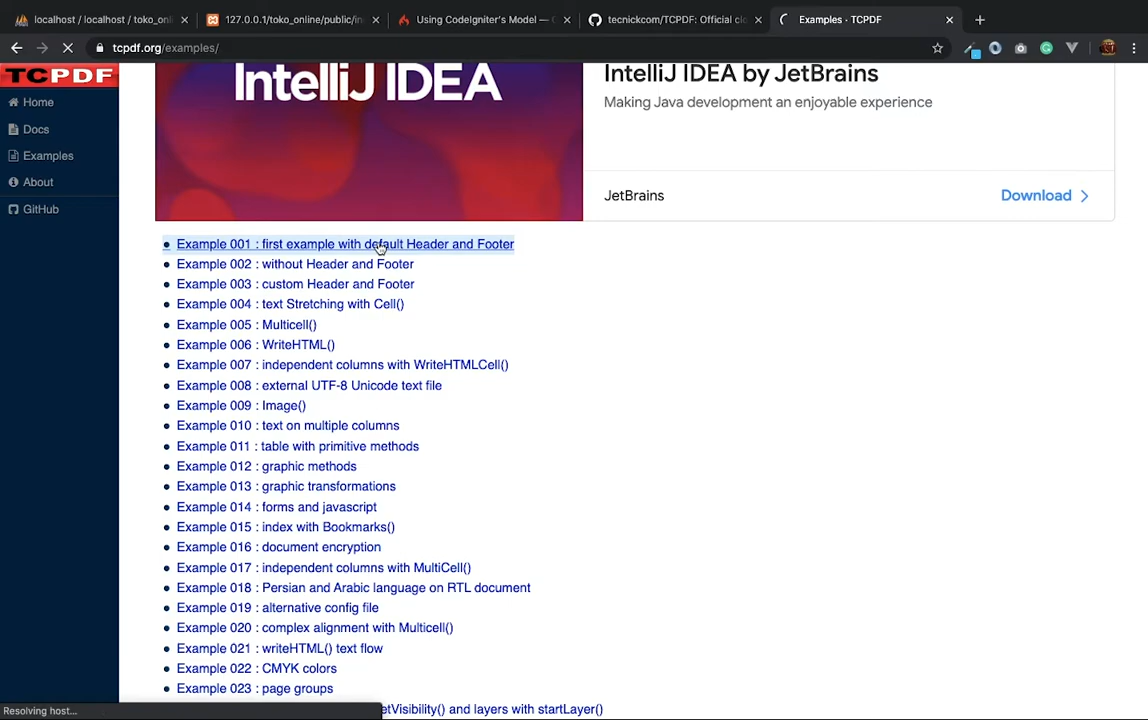 localhost / localhost / toko_onl
127.0.0.1/toko_online/public/in
Using CodeIgniter's Model — C
tecnickcom/TCPDF: Official cl
Examples · TCPDF
tcpdf.org/examples/
TCPDF
Home
Docs
Examples
About
GitHub
IntelliJ IDEA
IntelliJ IDEA by JetBrains
Making Java development an enjoyable experience
JetBrains
Download
Example 001 : first example with default Header and Footer
Example 002 : without Header and Footer
Example 003 : custom Header and Footer
Example 004 : text Stretching with Cell()
Example 005 : Multicell()
Example 006 : WriteHTML()
Example 007 : independent columns with WriteHTMLCell()
Example 008 : external UTF-8 Unicode text file
Example 009 : Image()
Example 010 : text on multiple columns
Example 011 : table with primitive methods
Example 012 : graphic methods
Example 013 : graphic transformations
Example 014 : forms and javascript
Example 015 : index with Bookmarks()
Example 016 : document encryption
Example 017 : independent columns with MultiCell()
Example 018 : Persian and Arabic language on RTL document
Example 019 : alternative config file
Example 020 : complex alignment with Multicell()
Example 021 : writeHTML() text flow
Example 022 : CMYK colors
Example 023 : page groups
etVisibility() and layers with startLayer()
Resolving host...